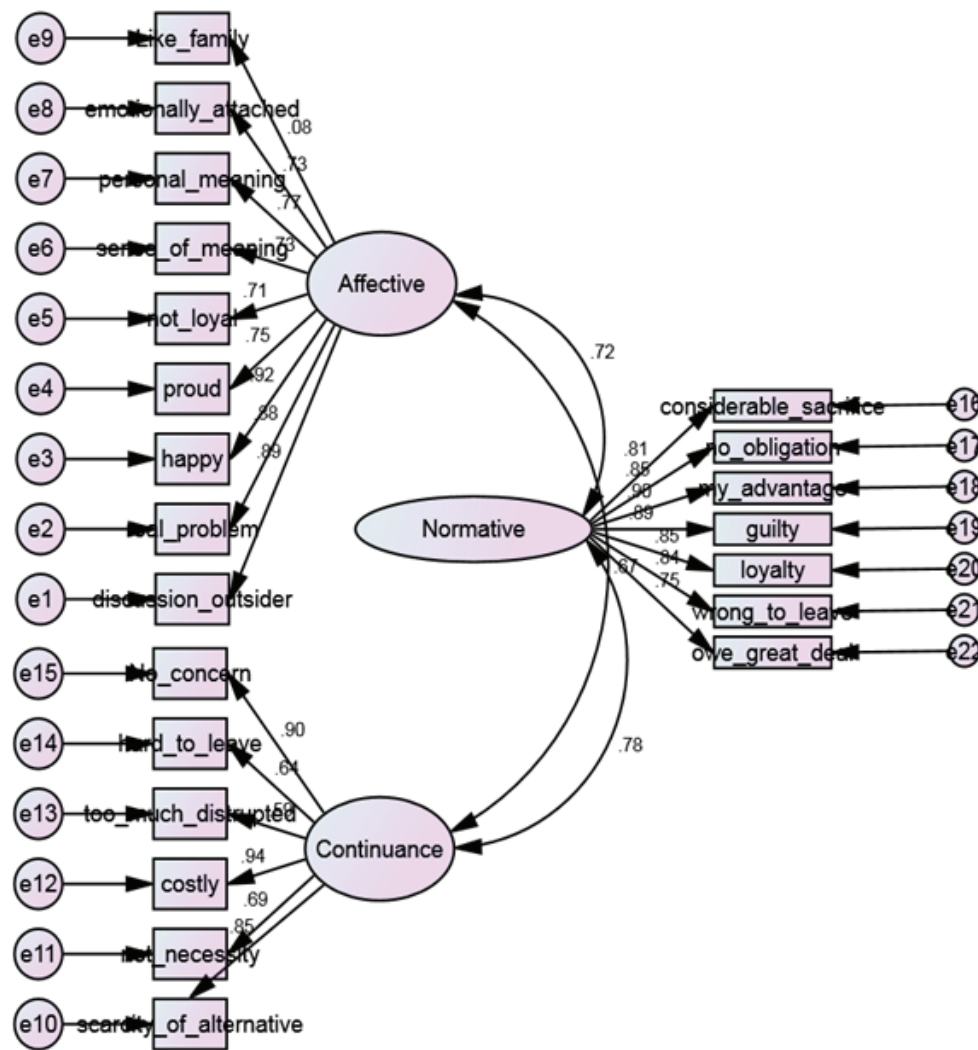 e9 Like_family
.08
e8 emotionally_attached
.73
e7 personal_meaning
.77
e6 sense_of_meaning
.73
Affective
e5 not_loyal
.71
.75
.72
e4 proud
.92
considerable_sacrifice e16
.88
.81
no_obligation e17
e3 happy
.89
.85
my_advantage e18
.90
.89
e2 real_problem
Normative
guilty e19
.85
loyalty e20
.84
.67
.75
e1 discussion_outsider
wrong_to_leave e21
owe_great_deal e22
e15 No_concern
.90
e14 hard_to_leave
.78
.64
e13 too_much_distrupted
.59
Continuance
.94
e12 costly
.69
.85
e11 not_necessity
e10 scarcity_of_alternative